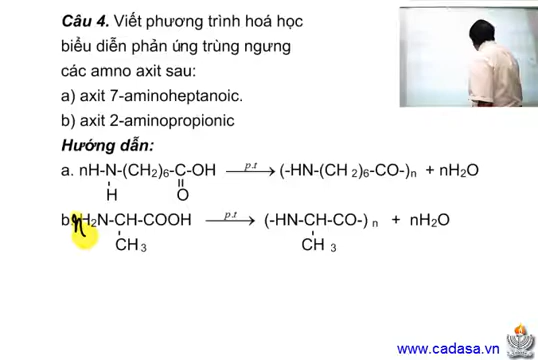 Câu 4. Viết phương trình hoá học
biểu diễn phản ứng trùng ngưng
các amno axit sau:
a) axit 7-aminoheptanoic.
b) axit 2-aminopropionic
Hướng dẫn:
a. nH-N-(CH2)6-C-OH p.t → (-HN-(CH 2)6-CO-)n + nH2O
H O
b. nH2N-CH-COOH p.t → (-HN-CH-CO-) n + nH2O
CH3 CH 3
www.cadasa.vn